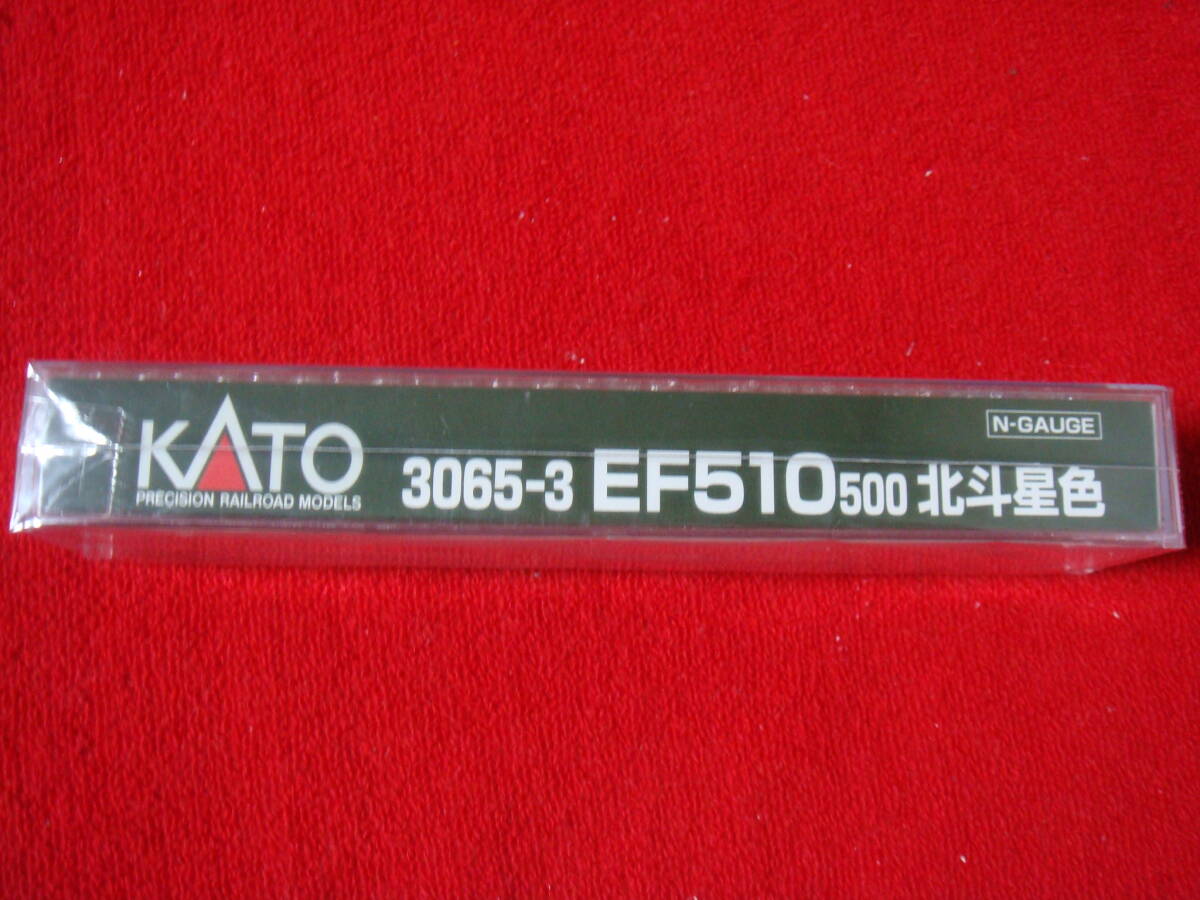 KATO
PRECISION RAILROAD MODELS
3065-3 EF510 500 北斗星色
N-GAUGE